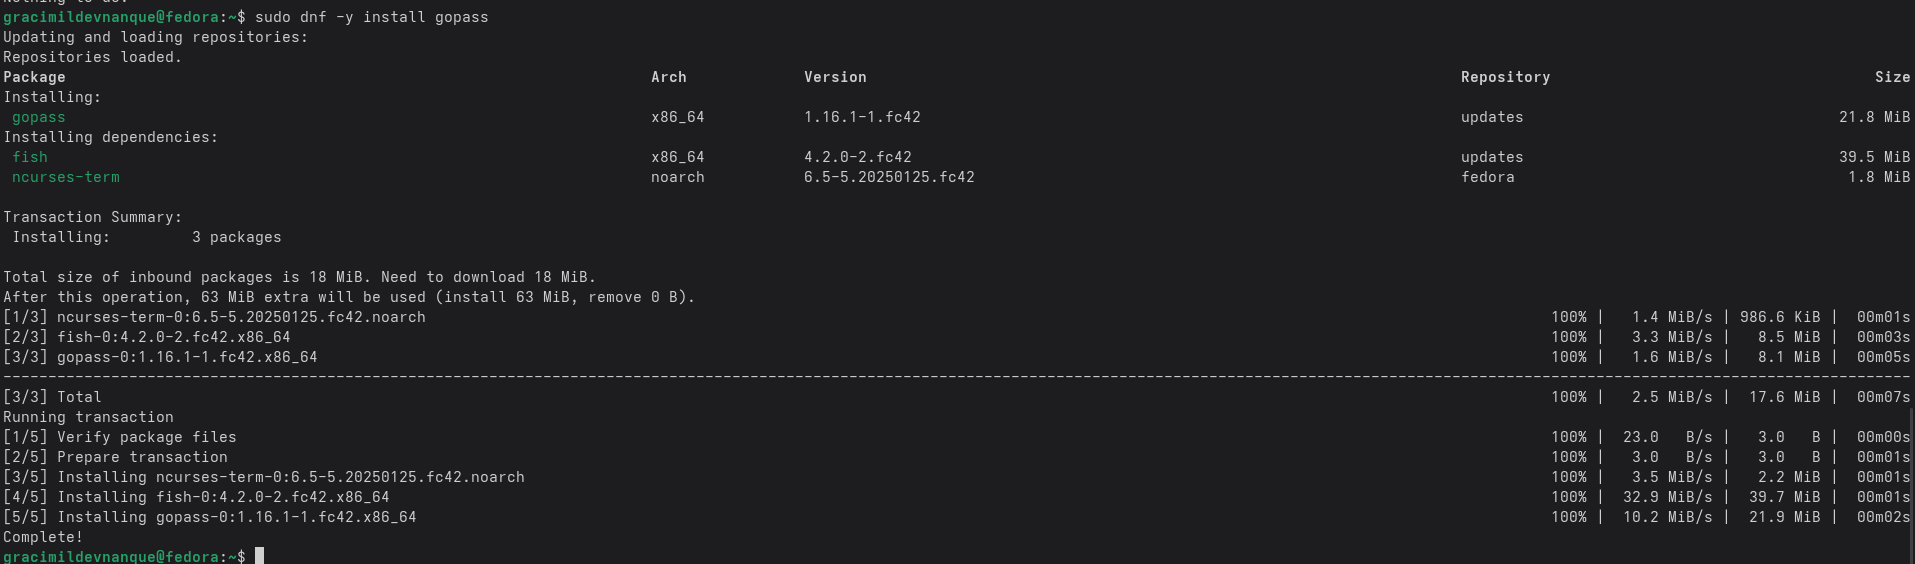 Nothing to do.
gracimildevnanque@fedora:~$ sudo dnf -y install gopass
Updating and loading repositories:
Repositories loaded.
Package Arch Version Repository Size
Installing:
gopass x86_64 1.16.1-1.fc42 updates 21.8 MiB
Installing dependencies:
fish x86_64 4.2.0-2.fc42 updates 39.5 MiB
ncurses-term noarch 6.5-5.20250125.fc42 fedora 1.8 MiB
Transaction Summary:
Installing: 3 packages
Total size of inbound packages is 18 MiB. Need to download 18 MiB.
After this operation, 63 MiB extra will be used (install 63 MiB, remove 0 B).
[1/3] ncurses-term-0:6.5-5.20250125.fc42.noarch 100% | 1.4 MiB/s | 986.6 KiB | 00m01s
[2/3] fish-0:4.2.0-2.fc42.x86_64 100% | 3.3 MiB/s | 8.5 MiB | 00m03s
[3/3] gopass-0:1.16.1-1.fc42.x86_64 100% | 1.6 MiB/s | 8.1 MiB | 00m05s
--------------------------------------------------------------------------------
[3/3] Total 100% | 2.5 MiB/s | 17.6 MiB | 00m07s
Running transaction
[1/5] Verify package files 100% | 23.0 B/s | 3.0 B | 00m00s
[2/5] Prepare transaction 100% | 3.0 B/s | 3.0 B | 00m01s
[3/5] Installing ncurses-term-0:6.5-5.20250125.fc42.noarch 100% | 3.5 MiB/s | 2.2 MiB | 00m01s
[4/5] Installing fish-0:4.2.0-2.fc42.x86_64 100% | 32.9 MiB/s | 39.7 MiB | 00m01s
[5/5] Installing gopass-0:1.16.1-1.fc42.x86_64 100% | 10.2 MiB/s | 21.9 MiB | 00m02s
Complete!
gracimildevnanque@fedora:~$